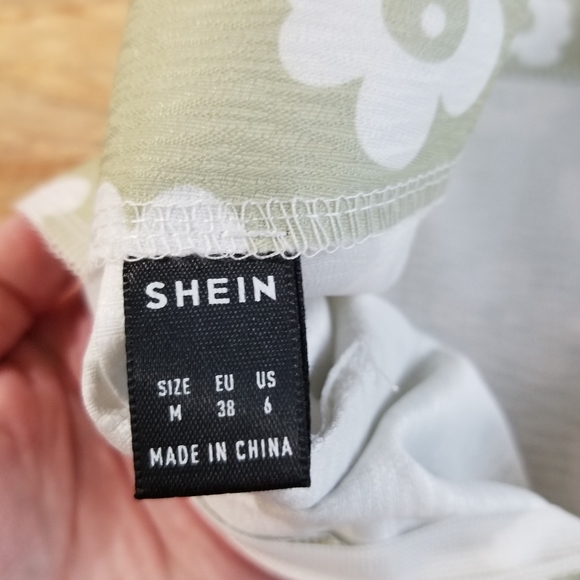 SHEIN
SIZE EU US
M 38 6
MADE IN CHINA